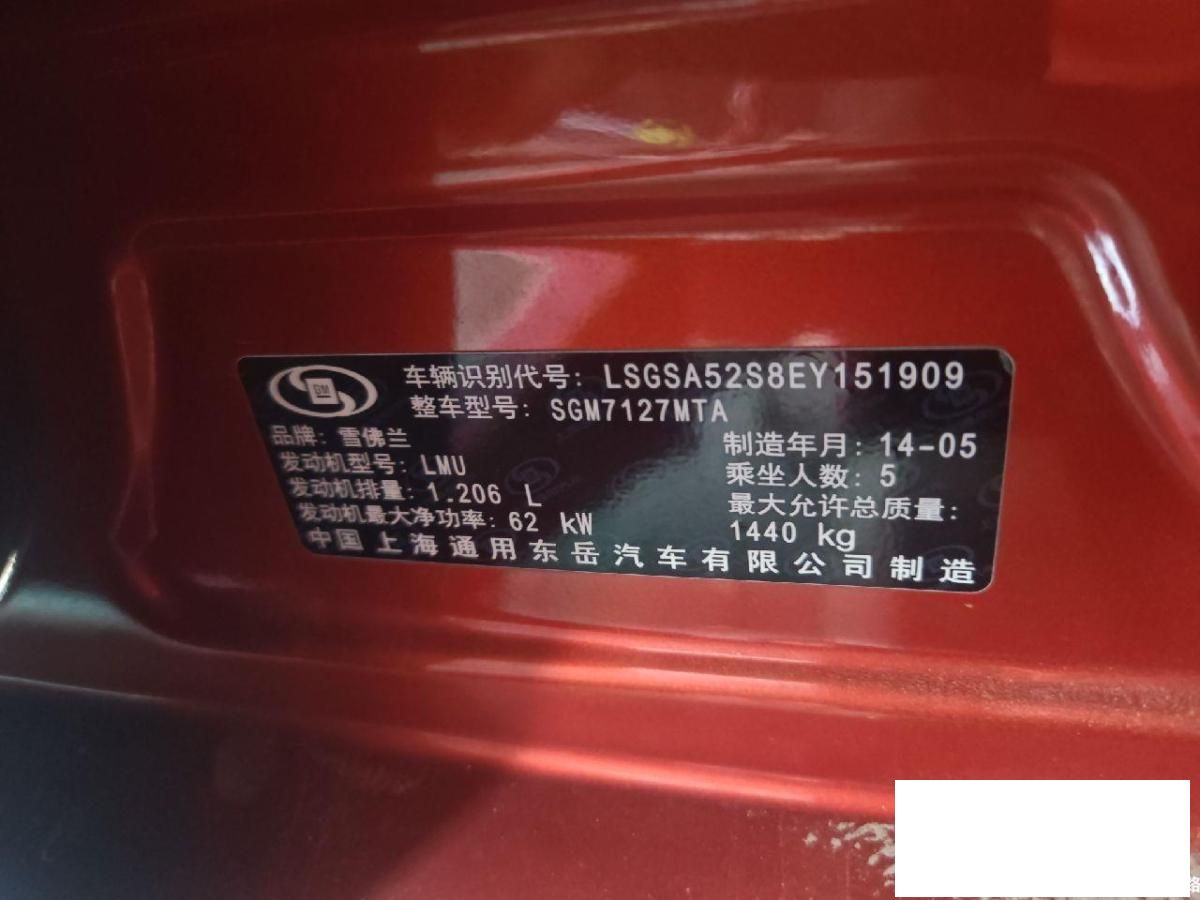 GM
车辆识别代号: LSGSA52S8EY151909
整车型号: SGM7127MTA
品牌: 雪佛兰
制造年月: 14-05
发动机型号: LMU
乘坐人数: 5
发动机排量: 1.206 L
最大允许总质量:
发动机最大净功率: 62 kW
1440 kg
中国上海通用东岳汽车有限公司制造